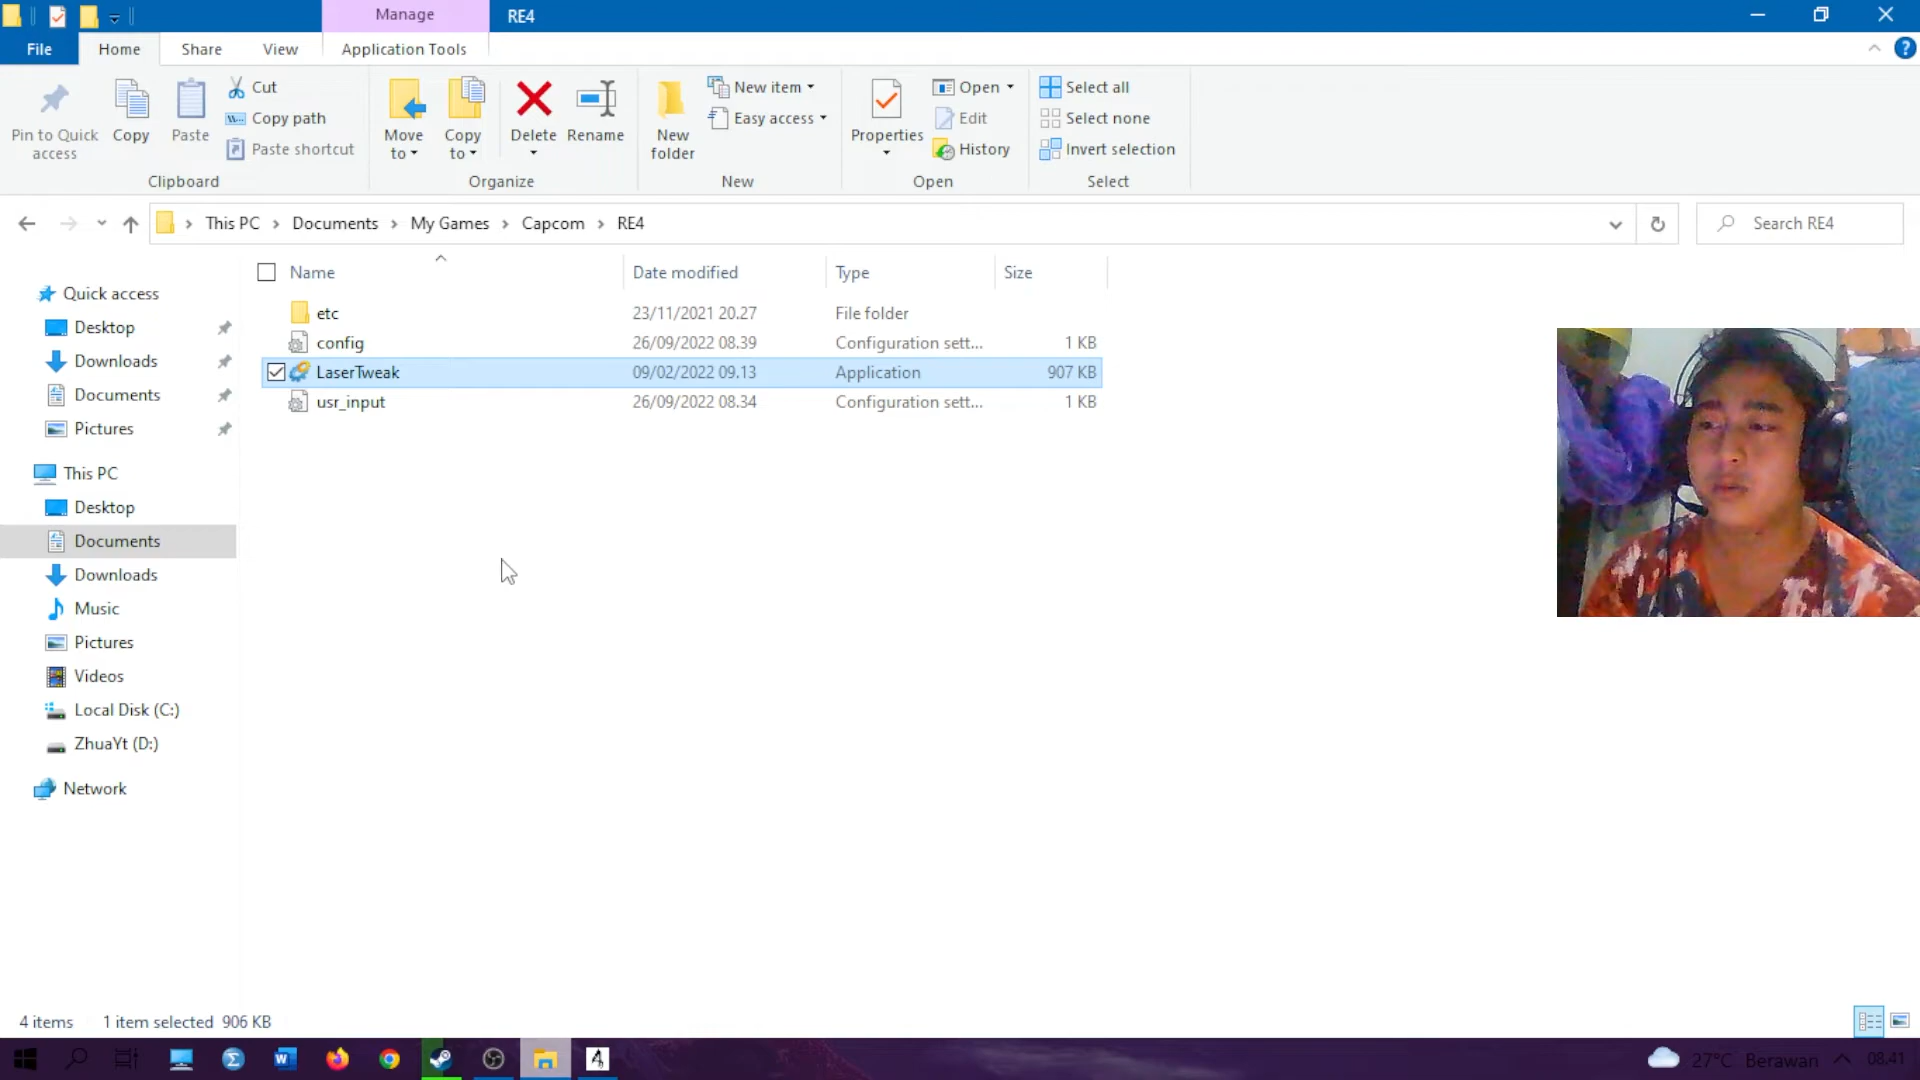 Manage
RE4
File
Home
Share
View
Application Tools
Pin to Quick access
Copy
Paste
Cut
Copy path
Paste shortcut
Clipboard
Move to
Copy to
Delete
Rename
Organize
New folder
New item
Easy access
New
Properties
Open
Edit
History
Open
Select all
Select none
Invert selection
Select
This PC > Documents > My Games > Capcom > RE4
Search RE4
Name Date modified Type Size
etc 23/11/2021 20.27 File folder
config 26/09/2022 08.39 Configuration sett... 1 KB
LaserTweak 09/02/2022 09.13 Application 907 KB
usr_input 26/09/2022 08.34 Configuration sett... 1 KB
Quick access
Desktop
Downloads
Documents
Pictures
This PC
Desktop
Documents
Downloads
Music
Pictures
Videos
Local Disk (C:)
ZhuaYt (D:)
Network
4 items 1 item selected 906 KB
27°C Berawan 08.41